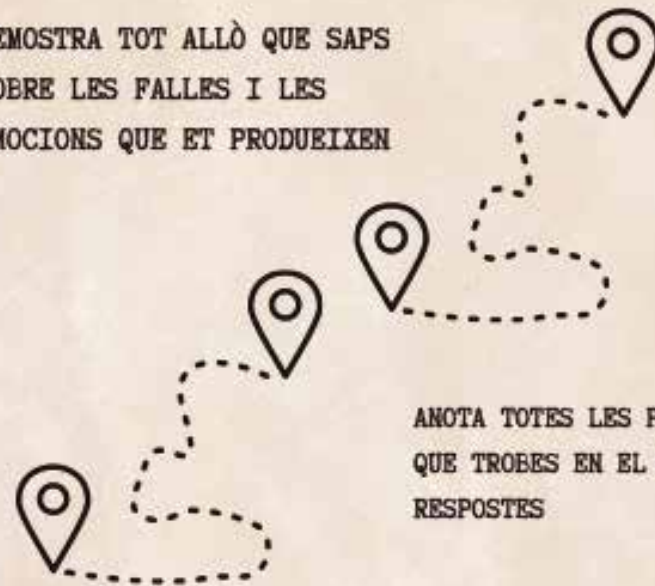 EMOSTRA TOT ALLÒ QUE SAPS
OBRE LES FALLES I LES
MOCIONS QUE ET PRODUEIXEN
ANOTA TOTES LES
QUE TROBES EN EL
RESPOSTES